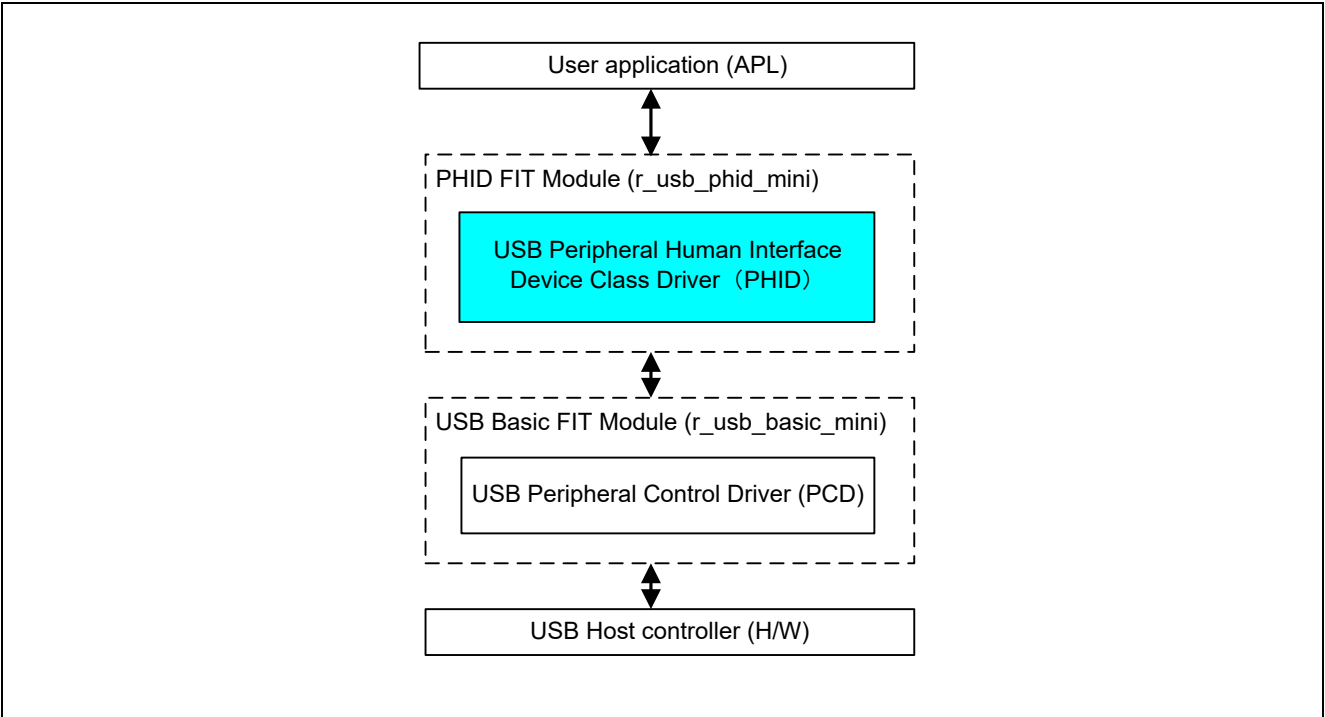 User application (APL)
PHID FIT Module (r_usb_phid_mini)
USB Peripheral Human Interface
Device Class Driver（PHID）
USB Basic FIT Module (r_usb_basic_mini)
USB Peripheral Control Driver (PCD)
USB Host controller (H/W)